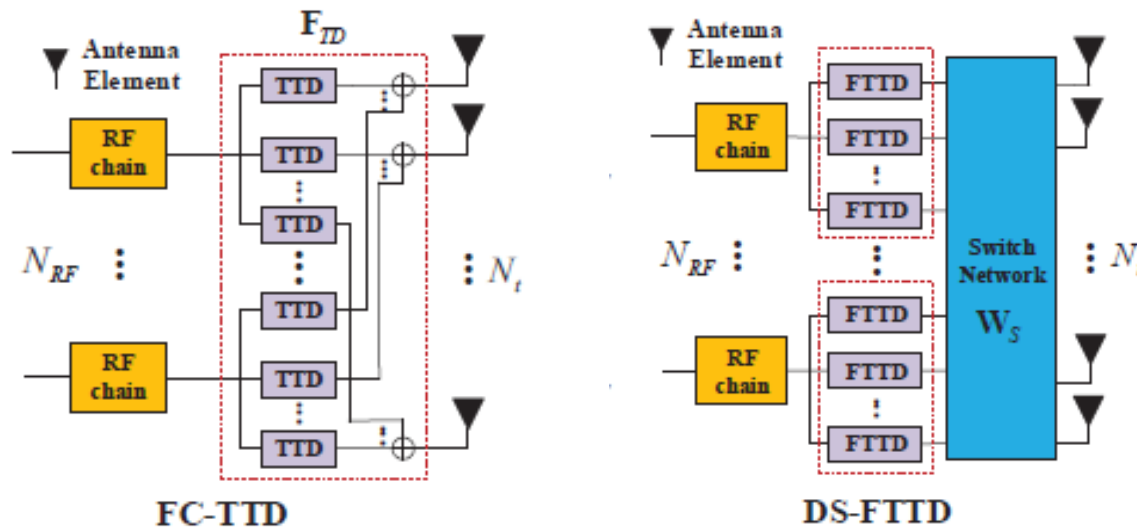 F_TD
Antenna
Element
TTD
RF
chain
TTD
TTD
N_RF
N_t
TTD
RF
chain
TTD
TTD
FC-TTD
Antenna
Element
FTTD
RF
chain
FTTD
FTTD
N_RF
Switch
Network
W_S
N
FTTD
RF
chain
FTTD
FTTD
DS-FTTD